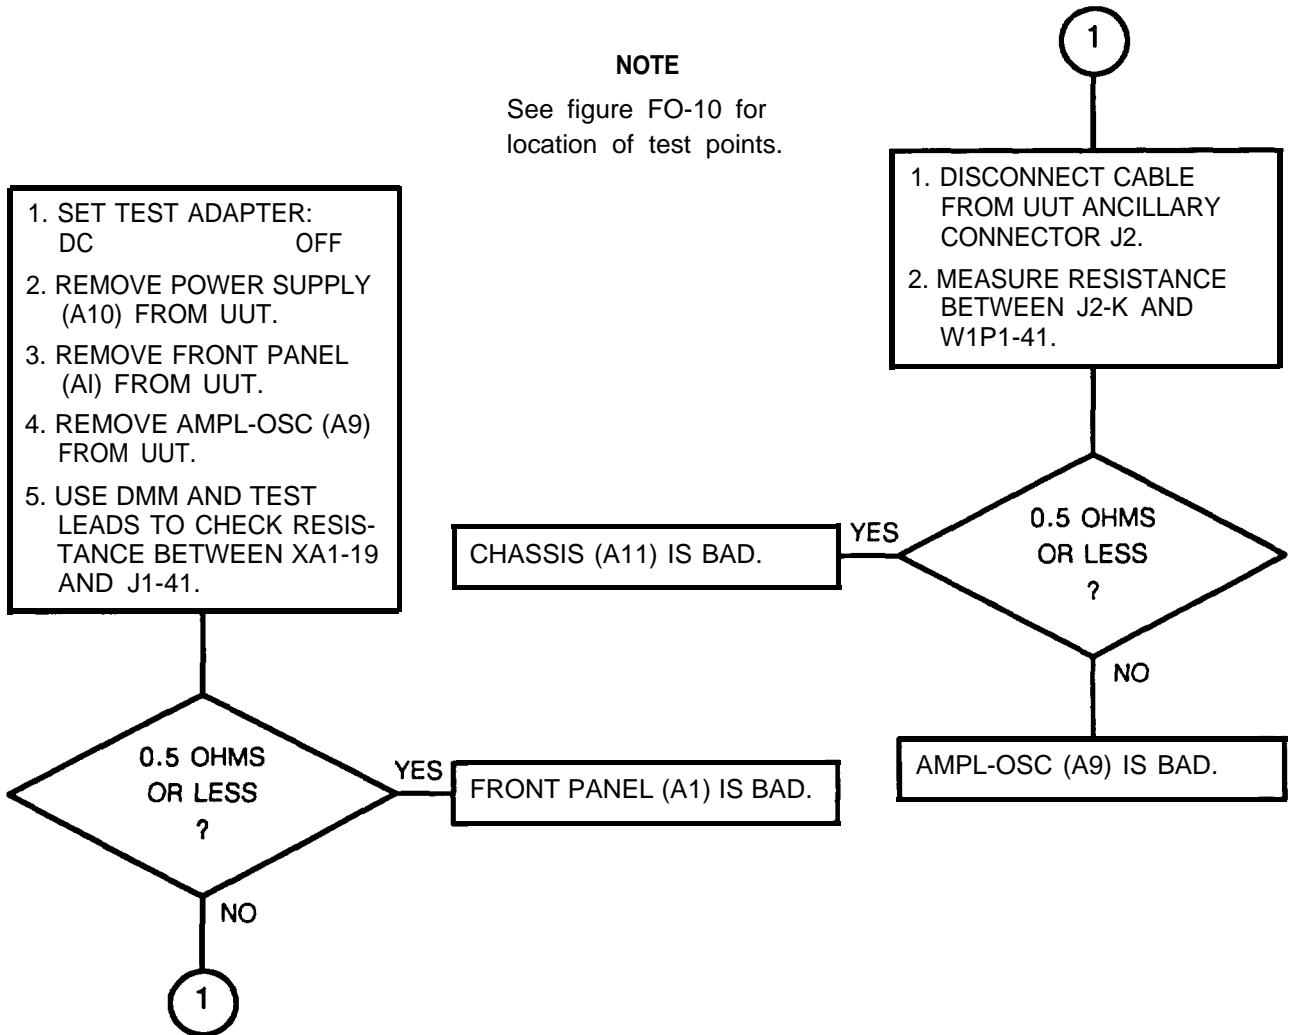 NOTE
See figure FO-10 for
location of test points.
1. SET TEST ADAPTER:
DC OFF
2. REMOVE POWER SUPPLY
(A10) FROM UUT.
3. REMOVE FRONT PANEL
(AI) FROM UUT.
4. REMOVE AMPL-OSC (A9)
FROM UUT.
5. USE DMM AND TEST
LEADS TO CHECK RESIS-
TANCE BETWEEN XA1-19
AND J1-41.
0.5 OHMS
OR LESS
?
YES
FRONT PANEL (A1) IS BAD.
NO
1
1
1. DISCONNECT CABLE
FROM UUT ANCILLARY
CONNECTOR J2.
2. MEASURE RESISTANCE
BETWEEN J2-K AND
W1P1-41.
0.5 OHMS
OR LESS
?
YES
CHASSIS (A11) IS BAD.
NO
AMPL-OSC (A9) IS BAD.